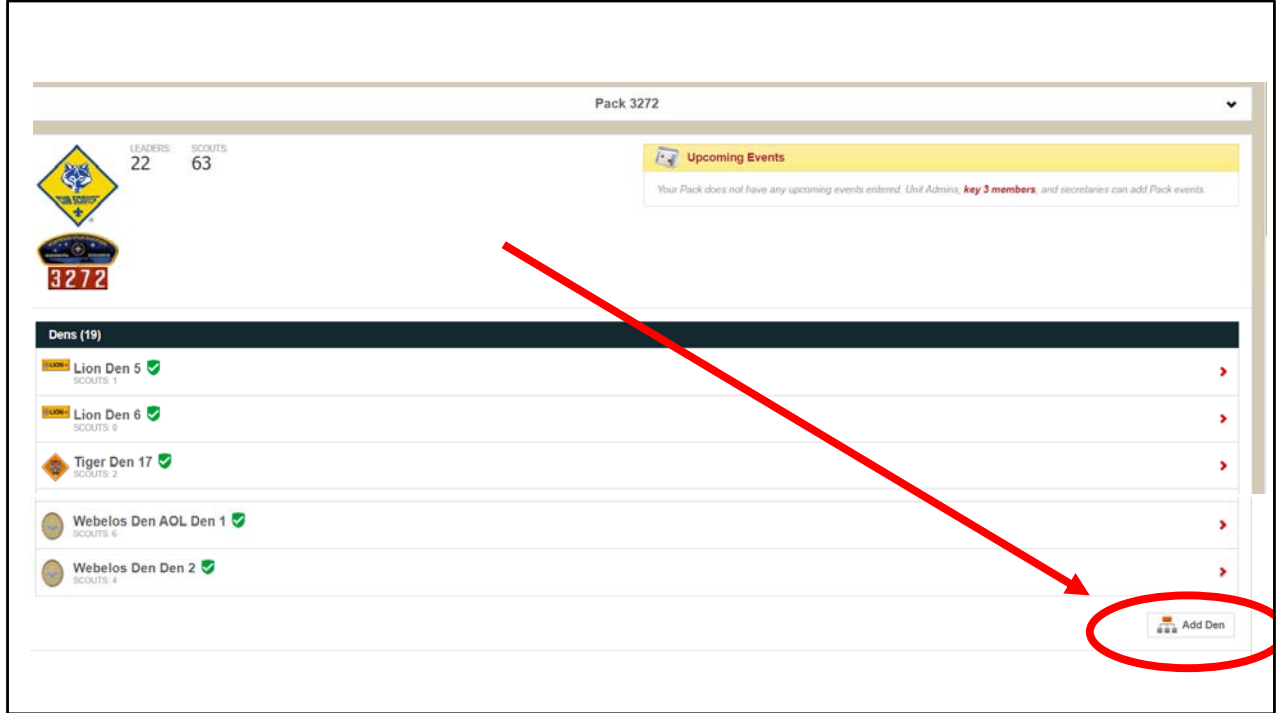 Pack 3272
LEADERS: SCOUTS:
22 63
CUB SCOUTS
3272
Upcoming Events
Your Pack does not have any upcoming events entered. Unit Admins, key 3 members, and secretaries can add Pack events.
Dens (19)
LION Lion Den 5
SCOUTS: 1
LION Lion Den 6
SCOUTS: 0
Tiger Den 17
SCOUTS: 2
Webelos Den AOL Den 1
SCOUTS: 6
Webelos Den Den 2
SCOUTS: 4
Add Den